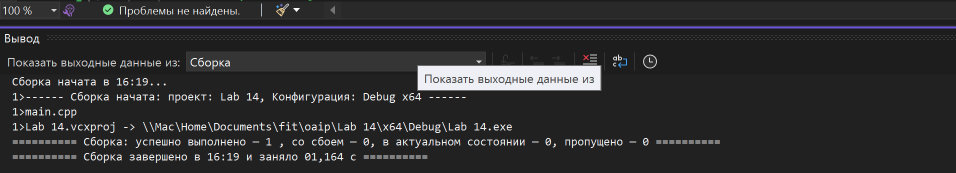 100 %
Проблемы не найдены.
Вывод
Показать выходные данные из: Сборка
Показать выходные данные из
Сборка начата в 16:19...
1>------ Сборка начата: проект: Lab 14, Конфигурация: Debug x64 ------
1>main.cpp
1>Lab 14.vcxproj -> \\Mac\Home\Documents\fit\oaip\Lab 14\x64\Debug\Lab 14.exe
========== Сборка: успешно выполнено — 1 , со сбоем — 0, в актуальном состоянии — 0, пропущено — 0 ==========
========== Сборка завершено в 16:19 и заняло 01,164 с ==========